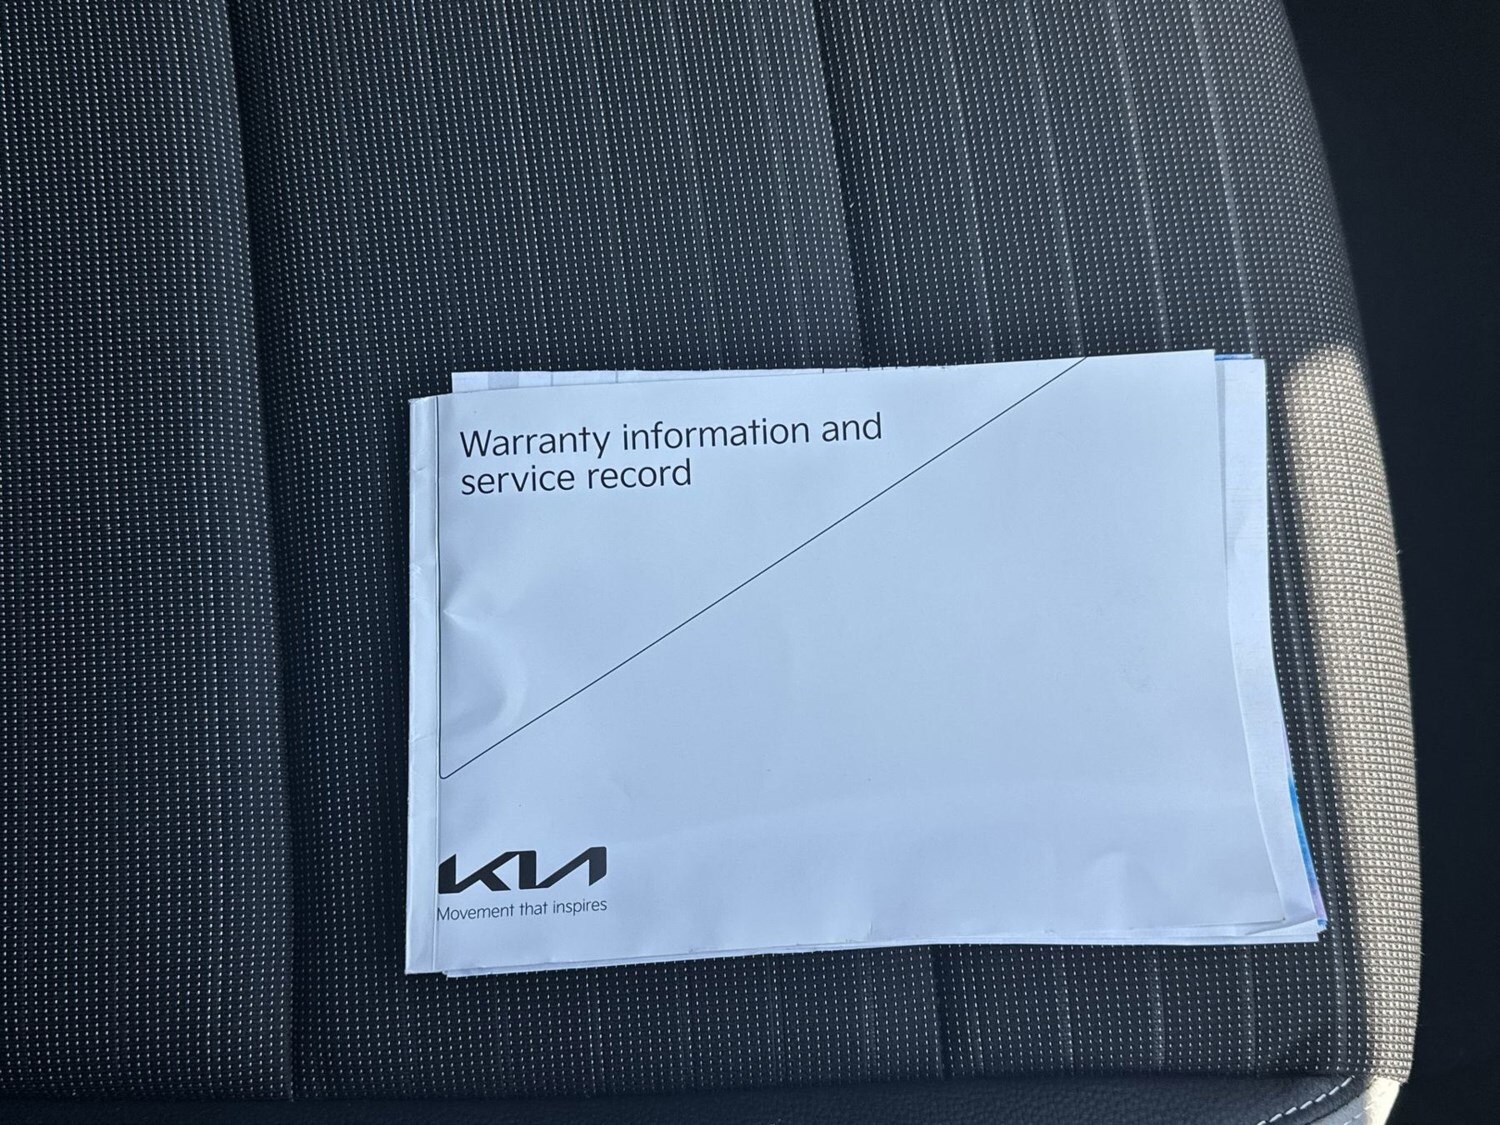 Warranty information and
service record
KIA
Movement that inspires